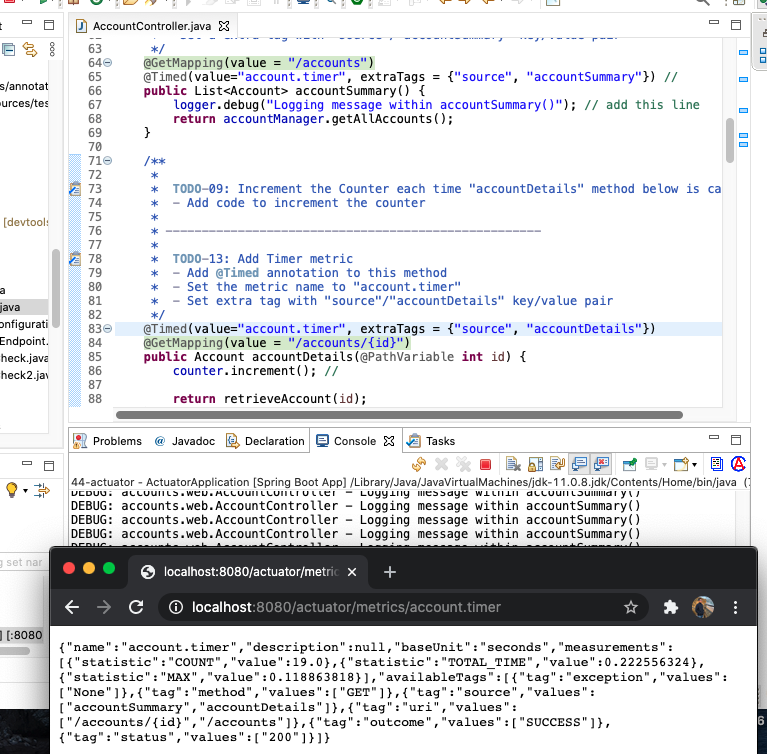 AccountController.java
63 */
64 @GetMapping(value = "/accounts")
65 @Timed(value="account.timer", extraTags = {"source", "accountSummary"}) //
66 public List<Account> accountSummary() {
67 logger.debug("Logging message within accountSummary()"); // add this line
68 return accountManager.getAllAccounts();
69 }
70
71 /**
72 *
73 * TODO-09: Increment the Counter each time "accountDetails" method below is ca
74 * - Add code to increment the counter
75 *
76 * ----------------------------------------------------
77 *
78 * TODO-13: Add Timer metric
79 * - Add @Timed annotation to this method
80 * - Set the metric name to "account.timer"
81 * - Set extra tag with "source"/"accountDetails" key/value pair
82 */
83 @Timed(value="account.timer", extraTags = {"source", "accountDetails"})
84 @GetMapping(value = "/accounts/{id}")
85 public Account accountDetails(@PathVariable int id) {
86 counter.increment(); //
87
88 return retrieveAccount(id);
s/annotat
ources/tes
[devtools
a
java
onfigurati
Endpoint.
heck.java
heck2.jav
Problems @ Javadoc Declaration Console Tasks
44-actuator - ActuatorApplication [Spring Boot App] /Library/Java/JavaVirtualMachines/jdk-11.0.8.jdk/Contents/Home/bin/java
DEBUG: accounts.web.AccountController - Logging message within accountSummary()
DEBUG: accounts.web.AccountController - Logging message within accountSummary()
DEBUG: accounts.web.AccountController - Logging message within accountSummary()
DEBUG: accounts.web.AccountController - Logging message within accountSummary()
DEBUG: accounts.web.AccountController - Logging message within accountSummary()
g set nar
] [:8080
localhost:8080/actuator/metric
localhost:8080/actuator/metrics/account.timer
{"name":"account.timer","description":null,"baseUnit":"seconds","measurements":
[{"statistic":"COUNT","value":19.0},{"statistic":"TOTAL_TIME","value":0.222556324},
{"statistic":"MAX","value":0.118863818}],"availableTags":[{"tag":"exception","values":
["None"]},{"tag":"method","values":["GET"]},{"tag":"source","values":
["accountSummary","accountDetails"]},{"tag":"uri","values":
["/accounts/{id}","/accounts"]},{"tag":"outcome","values":["SUCCESS"]},
{"tag":"status","values":["200"]}]}